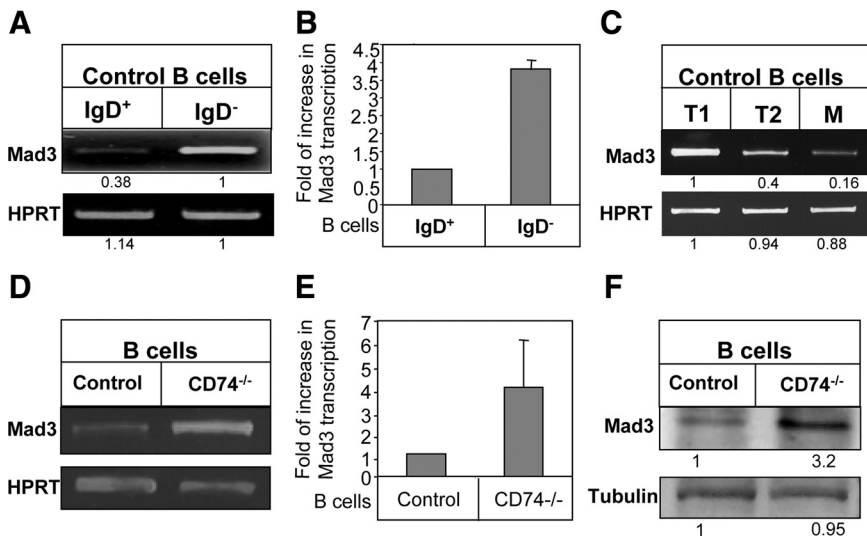 A
Control B cells
IgD+ IgD-
Mad3
0.38 1
HPRT
1.14 1
B
Fold of increase in
Mad3 transcription
4.5
4
3.5
3
2.5
2
1.5
1
0.5
0
B cells IgD+ IgD-
C
Control B cells
T1 T2 M
Mad3
1 0.4 0.16
HPRT
1 0.94 0.88
D
B cells
Control CD74-/-
Mad3
HPRT
E
Fold of increase in
Mad3 transcription
7
6
5
4
3
2
1
0
B cells Control CD74-/-
F
B cells
Control CD74-/-
Mad3
1 3.2
Tubulin
1 0.95